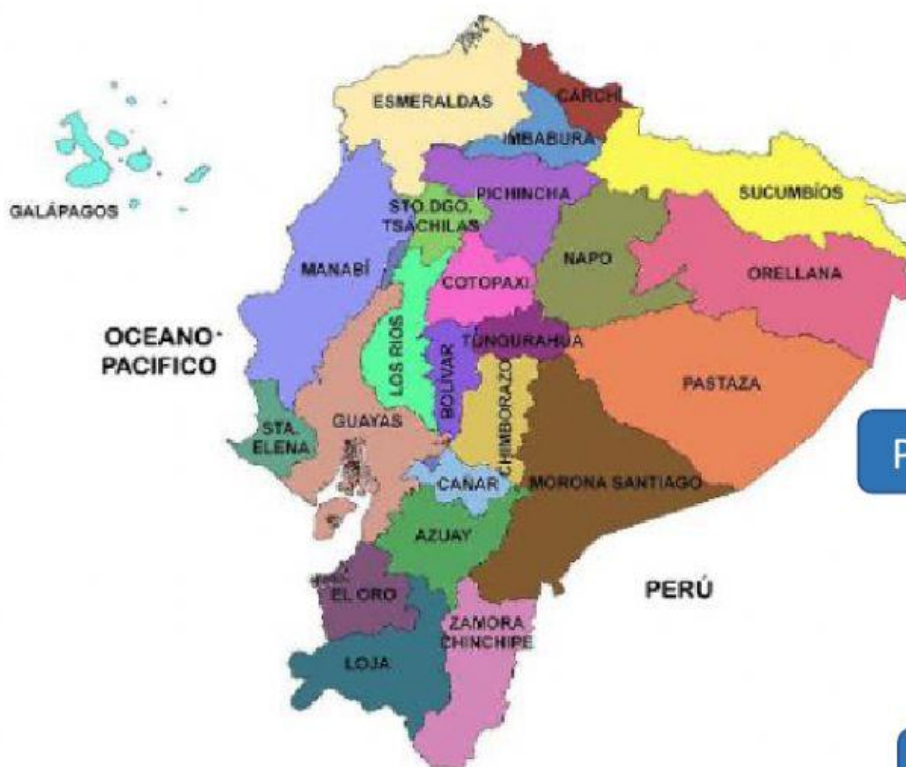 ESMERALDAS
CARCHI
IMBABURA
SUCUMBÍOS
PICHINCHA
GALÁPAGOS
STO.DGO.
TSACHILAS
NAPO
MANABÍ
COTOPAXI
ORELLANA
OCEANO
PACIFICO
TUNGURAHUA
LOS RIOS
BOLIVAR
PASTAZA
CHIMBORAZO
GUAYAS
STA.
ELENA
P
CAÑAR
MORONA SANTIAGO
AZUAY
PERÚ
EL ORO
ZAMORA
CHINCHIPE
LOJA